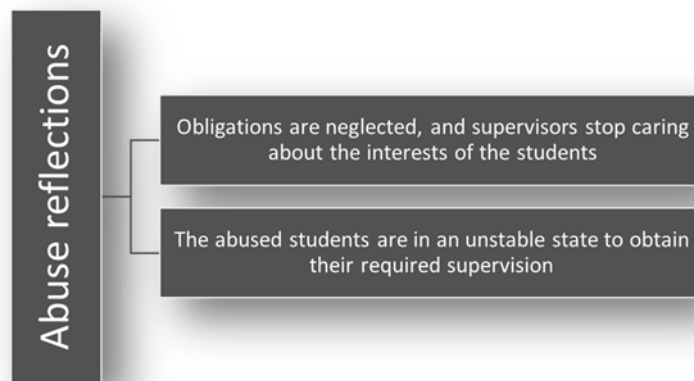 Abuse reflections
Obligations are neglected, and supervisors stop caring
about the interests of the students
The abused students are in an unstable state to obtain
their required supervision